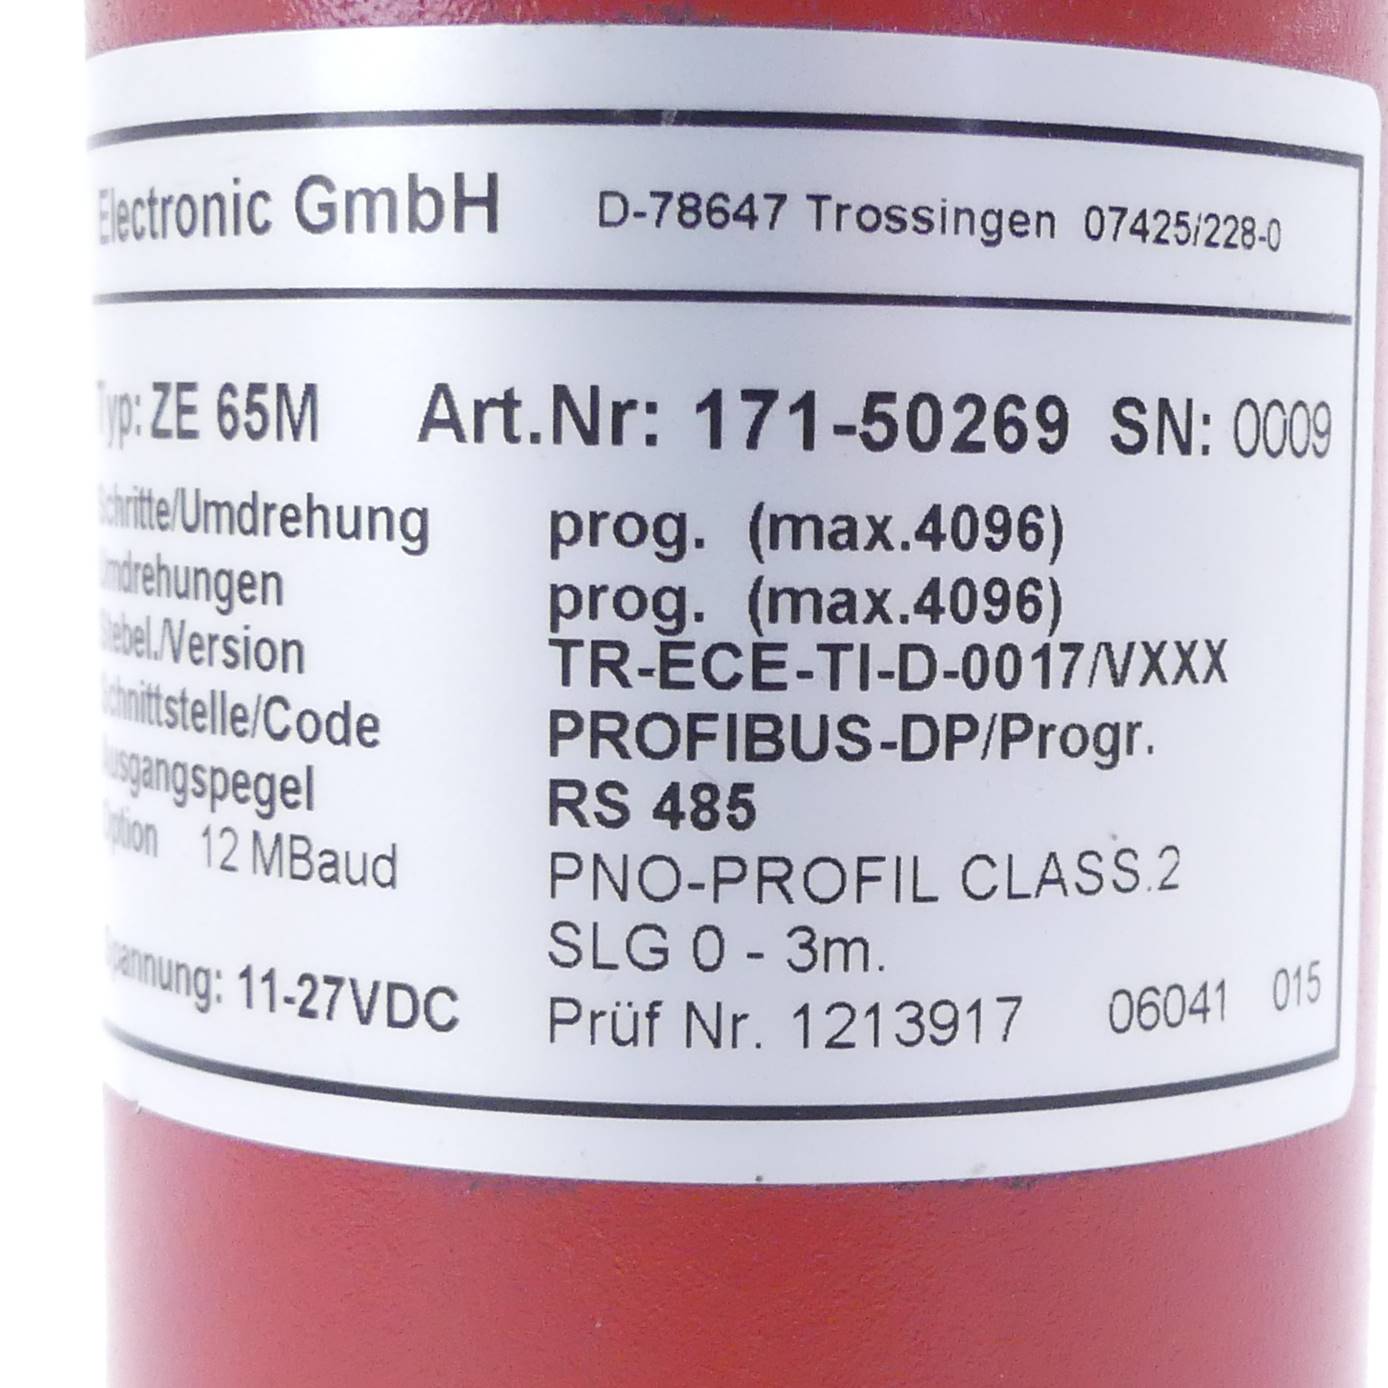 Electronic GmbH D-78647 Trossingen 07425/228-0
Typ: ZE 65M Art.Nr: 171-50269 SN: 0009
Schritte/Umdrehung prog. (max.4096)
Umdrehungen prog. (max.4096)
Stebel./Version TR-ECE-TI-D-0017/VXXX
Schnittstelle/Code PROFIBUS-DP/Progr.
Ausgangspegel RS 485
Option 12 MBaud PNO-PROFIL CLASS.2
SLG 0 - 3m.
Spannung: 11-27VDC Prüf Nr. 1213917 06041 015